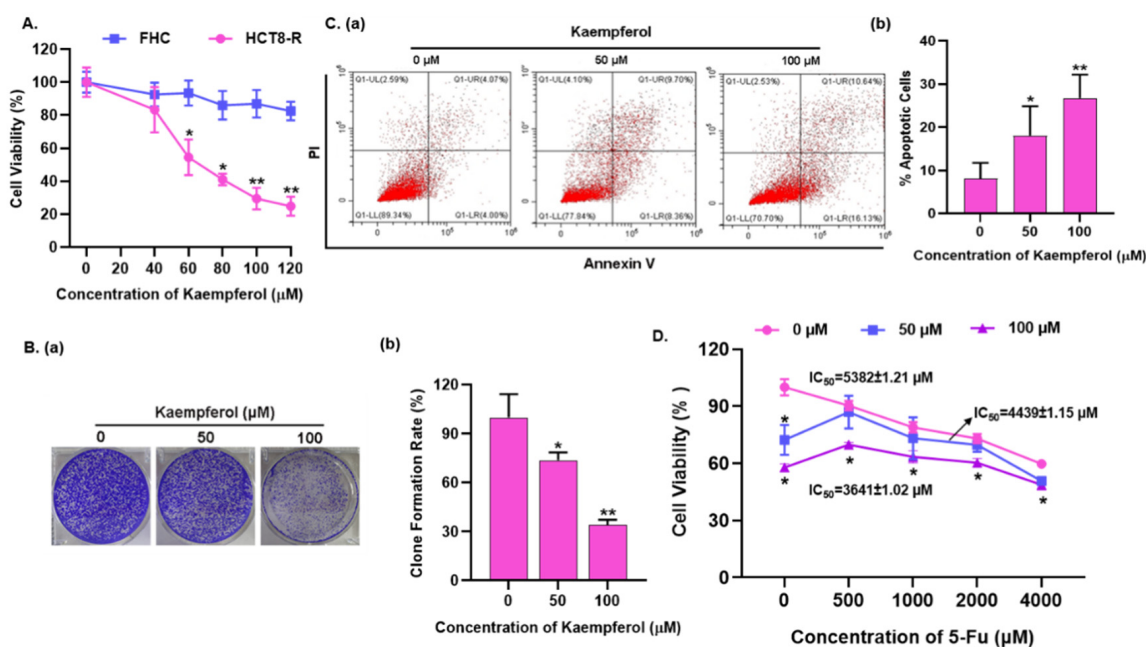 A.
FHC HCT8-R
Cell Viability (%)
120
100
80
60
40
20
0
* * ** **
0 20 40 60 80 100 120
Concentration of Kaempferol (μM)
C. (a)
Kaempferol
0 μM 50 μM 100 μM
Q1-UL(2.59%) Q1-UR(4.07%)
Q1-LL(89.34%) Q1-LR(4.00%)
Q1-UL(4.10%) Q1-UR(9.70%)
Q1-LL(77.84%) Q1-LR(8.36%)
Q1-UL(2.53%) Q1-UR(10.64%)
Q1-LL(70.70%) Q1-LR(16.13%)
PI
Annexin V
(b)
% Apoptotic Cells
40
30
20
10
0
* **
0 50 100
Concentration of Kaempferol (μM)
B. (a)
Kaempferol (μM)
0 50 100
(b)
Clone Formation Rate (%)
120
90
60
30
0
* **
0 50 100
Concentration of Kaempferol (μM)
D.
0 μM 50 μM 100 μM
Cell Viability (% )
120
90
60
30
0
IC50=5382±1.21 μM
IC50=4439±1.15 μM
IC50=3641±1.02 μM
* * * * * *
0 500 1000 2000 4000
Concentration of 5-Fu (μM)